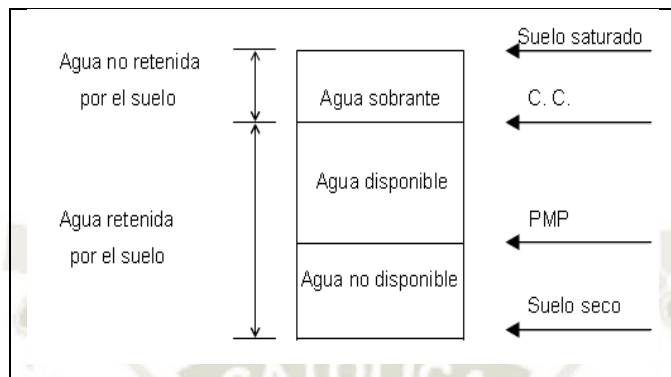 Suelo saturado
Agua no retenida
por el suelo
Agua sobrante
C. C.
Agua disponible
Agua retenida
por el suelo
PMP
Agua no disponible
Suelo seco